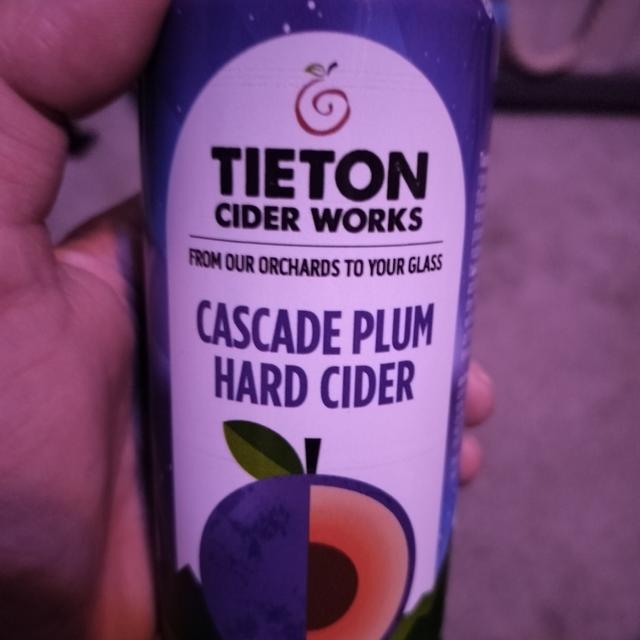 TIETON
CIDER WORKS
FROM OUR ORCHARDS TO YOUR GLASS
CASCADE PLUM
HARD CIDER